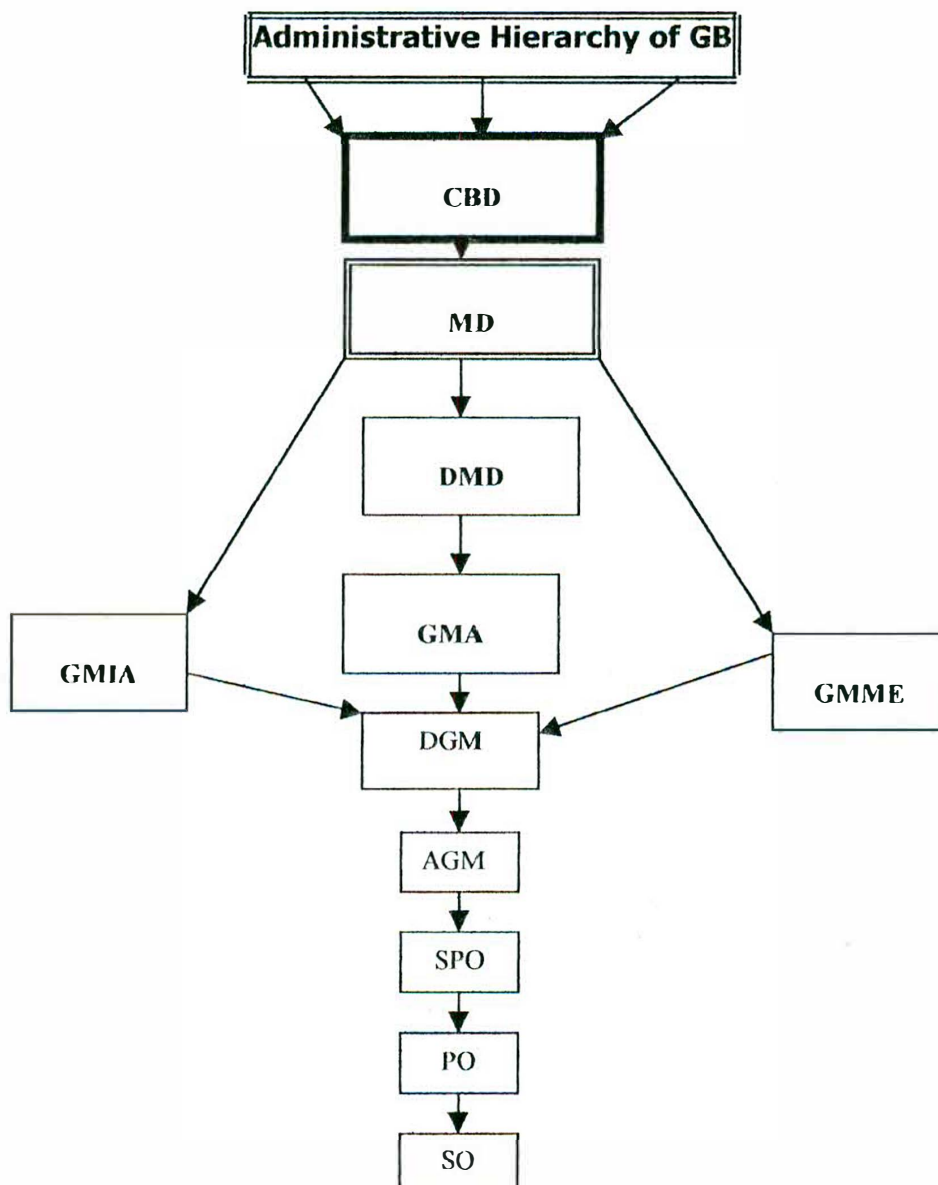 Administrative Hierarchy of GB
CBD
MD
DMD
GMA
GMIA
GMME
DGM
AGM
SPO
PO
SO